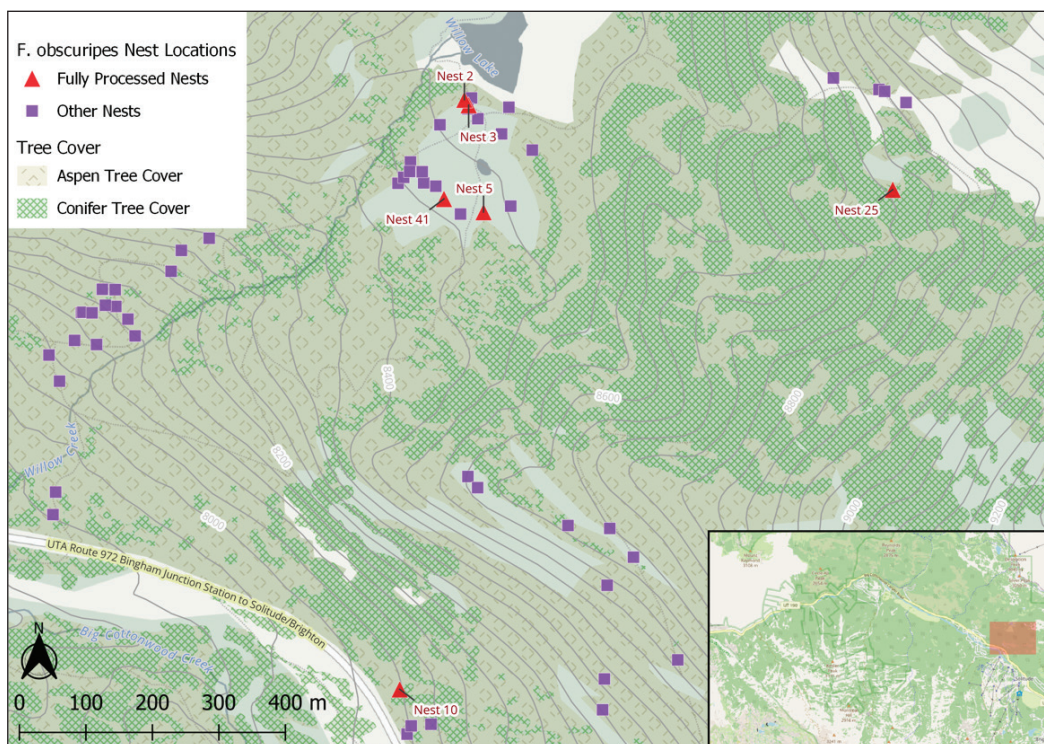 F. obscuripes Nest Locations
Fully Processed Nests
Other Nests
Tree Cover
Aspen Tree Cover
Conifer Tree Cover
Willow Lake
Nest 2
Nest 3
Nest 5
Nest 41
Nest 25
8400
8600
8800
Willow Creek
8200
8000
9000
9200
UTA Route 972 Bingham Junction Station to Solitude/Brighton
Big Cottonwood Creek
N
Nest 10
0 100 200 300 400 m